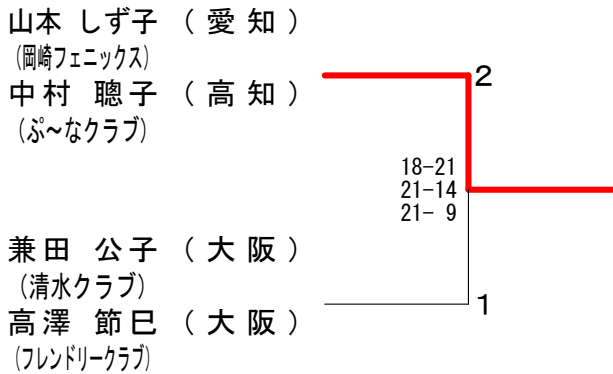 山本 しず子 (愛知)
(岡崎フェニックス)
中村 聰子 (高知)
(ぷ~なクラブ)
2
18-21
21-14
21- 9
兼田 公子 (大阪)
(清水クラブ)
高澤 節巳 (大阪)
(フレンドリークラブ)
1